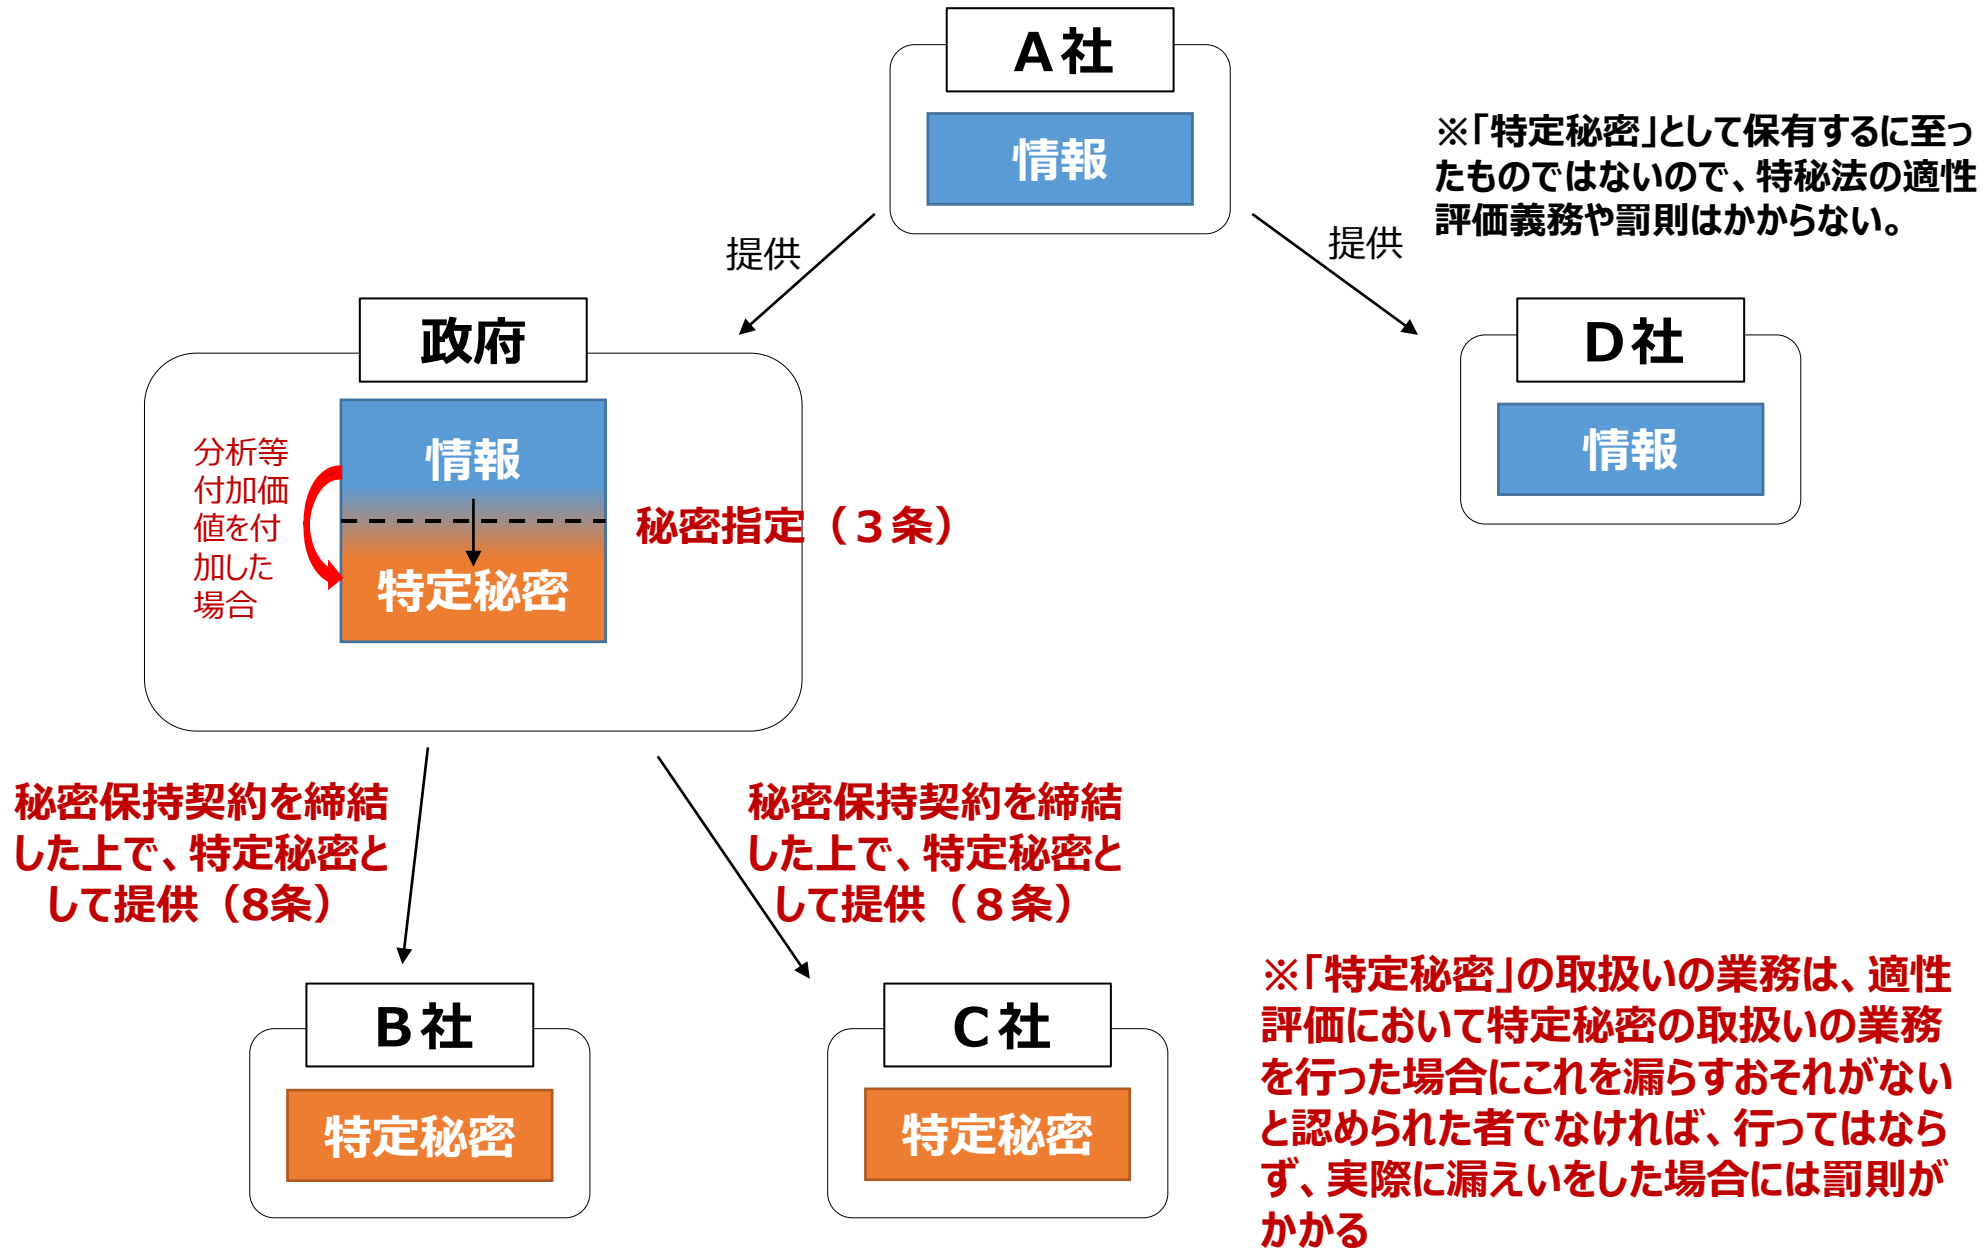 A社
情報
※「特定秘密」として保有するに至っ
たものではないので、特秘法の適性
評価義務や罰則はかからない。
提供
提供
政府
D社
情報
分析等
付加価
値を付
加した
場合
情報
秘密指定（３条）
特定秘密
秘密保持契約を締結
した上で、特定秘密と
して提供（8条）
秘密保持契約を締結
した上で、特定秘密と
して提供（８条）
B社
特定秘密
C社
特定秘密
※「特定秘密」の取扱いの業務は、適性
評価において特定秘密の取扱いの業務
を行った場合にこれを漏らすおそれがない
と認められた者でなければ、行ってはなら
ず、実際に漏えいをした場合には罰則が
かかる